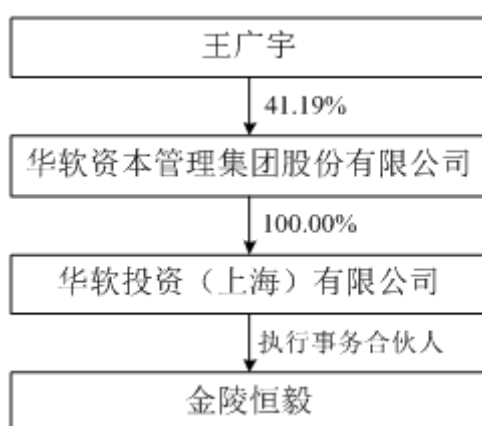 王广宇
41.19%
华软资本管理集团股份有限公司
100.00%
华软投资（上海）有限公司
执行事务合伙人
金陵恒毅